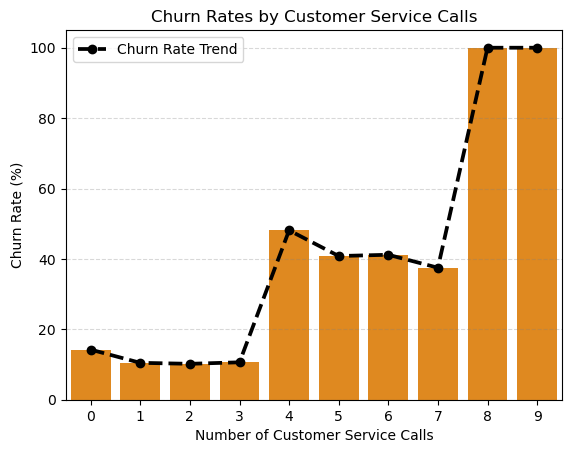 Churn Rates by Customer Service Calls
Churn Rate Trend
100
80
60
40
20
0
Churn Rate (%)
0 1 2 3 4 5 6 7 8 9
Number of Customer Service Calls